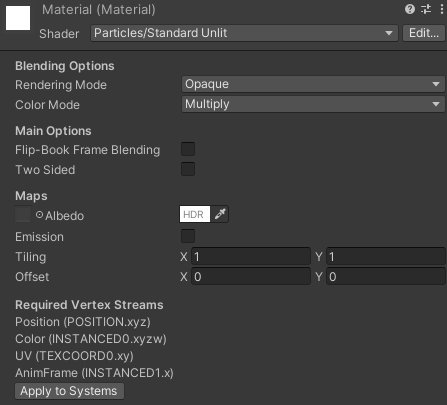 Material (Material)
Shader Particles/Standard Unlit Edit...
Blending Options
Rendering Mode Opaque
Color Mode Multiply
Main Options
Flip-Book Frame Blending
Two Sided
Maps
Albedo HDR
Emission
Tiling X 1 Y 1
Offset X 0 Y 0
Required Vertex Streams
Position (POSITION.xyz)
Color (INSTANCED0.xyzw)
UV (TEXCOORD0.xy)
AnimFrame (INSTANCED1.x)
Apply to Systems